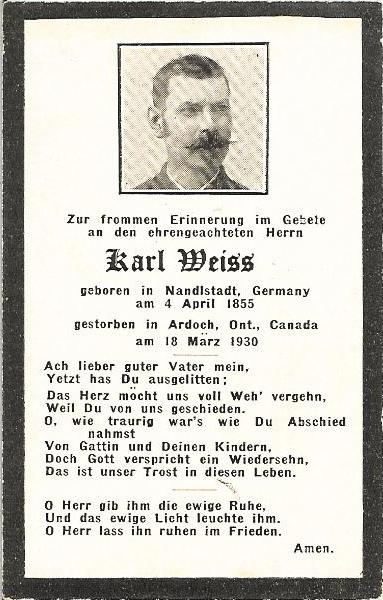 Zur frommen Erinnerung im Gebete
an den ehrengeachteten Herrn
Karl Weiss
geboren in Nandlstadt, Germany
am 4 April 1855
gestorben in Ardoch, Ont., Canada
am 18 März 1930
Ach lieber guter Vater mein,
Yetzt has Du ausgelitten;
Das Herz möcht uns voll Weh' vergehn,
Weil Du von uns geschieden.
O, wie traurig war's wie Du Abschied
nahmst
Von Gattin und Deinen Kindern,
Doch Gott verspricht ein Wiedersehn,
Das ist unser Trost in diesen Leben.
O Herr gib ihm die ewige Ruhe,
Und das ewige Licht leuchte ihm.
O Herr lass ihn ruhen im Frieden.
Amen.